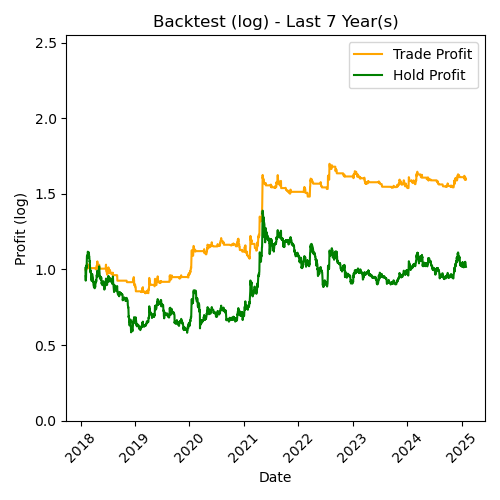 Backtest (log) - Last 7 Year(s)
Trade Profit
Hold Profit
Profit (log)
2.5
2.0
1.5
1.0
0.5
0.0
2018 2019 2020 2021 2022 2023 2024 2025
Date